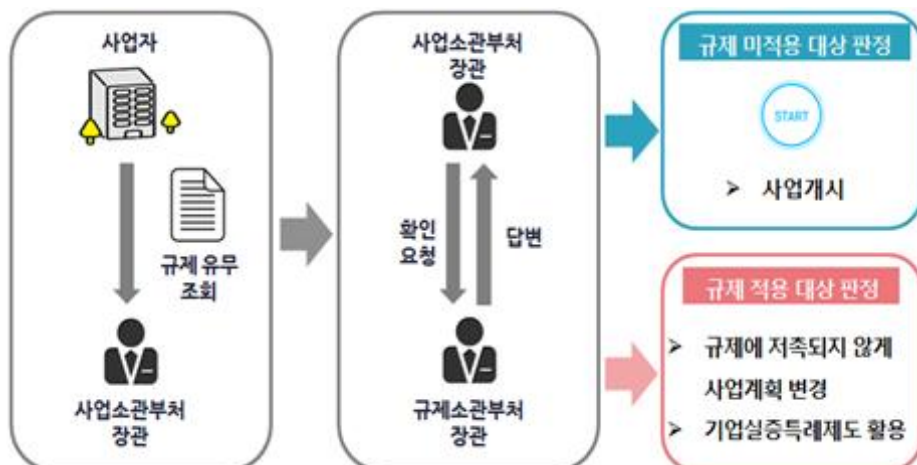 사업자
규제 유무
조회
사업소관부처
장관
사업소관부처
장관
확인
요청
답변
규제소관부처
장관
규제 미적용 대상 판정
START
➤ 사업개시
규제 적용 대상 판정
➤ 규제에 저촉되지 않게
사업계획 변경
➤ 기업실증특례제도 활용